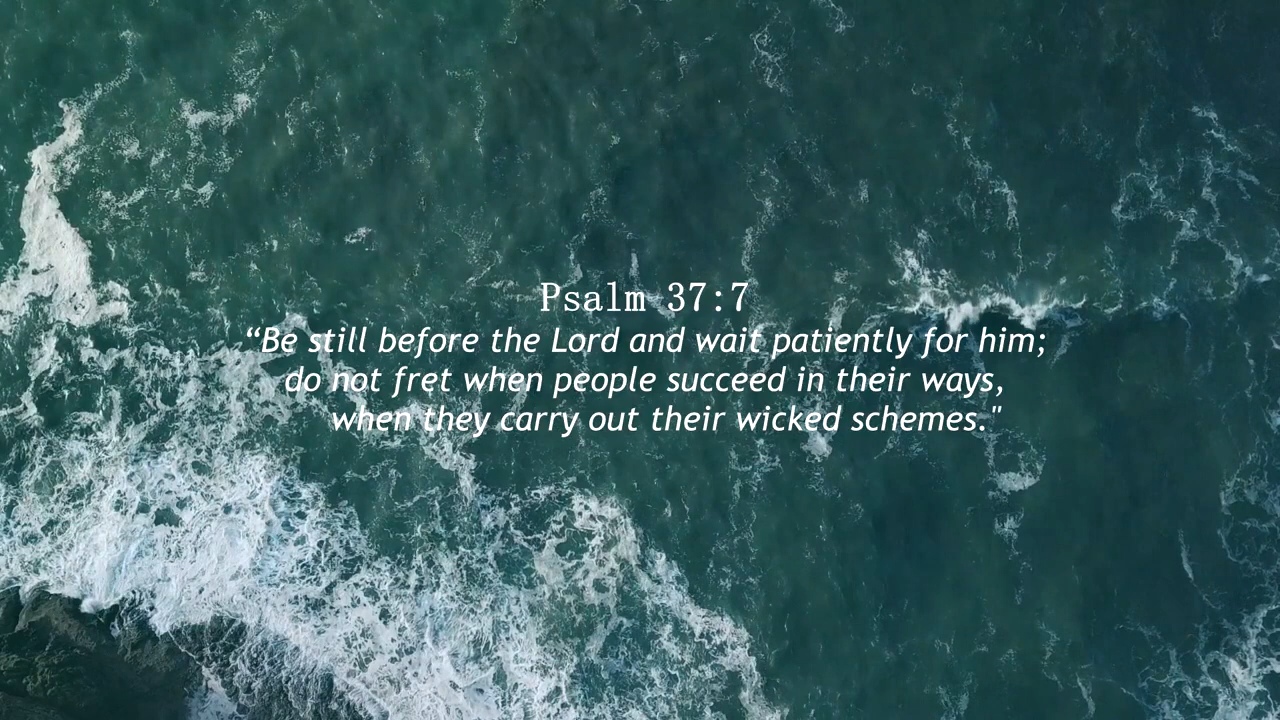 Psalm 37:7
“Be still before the Lord and wait patiently for him;
do not fret when people succeed in their ways,
when they carry out their wicked schemes."